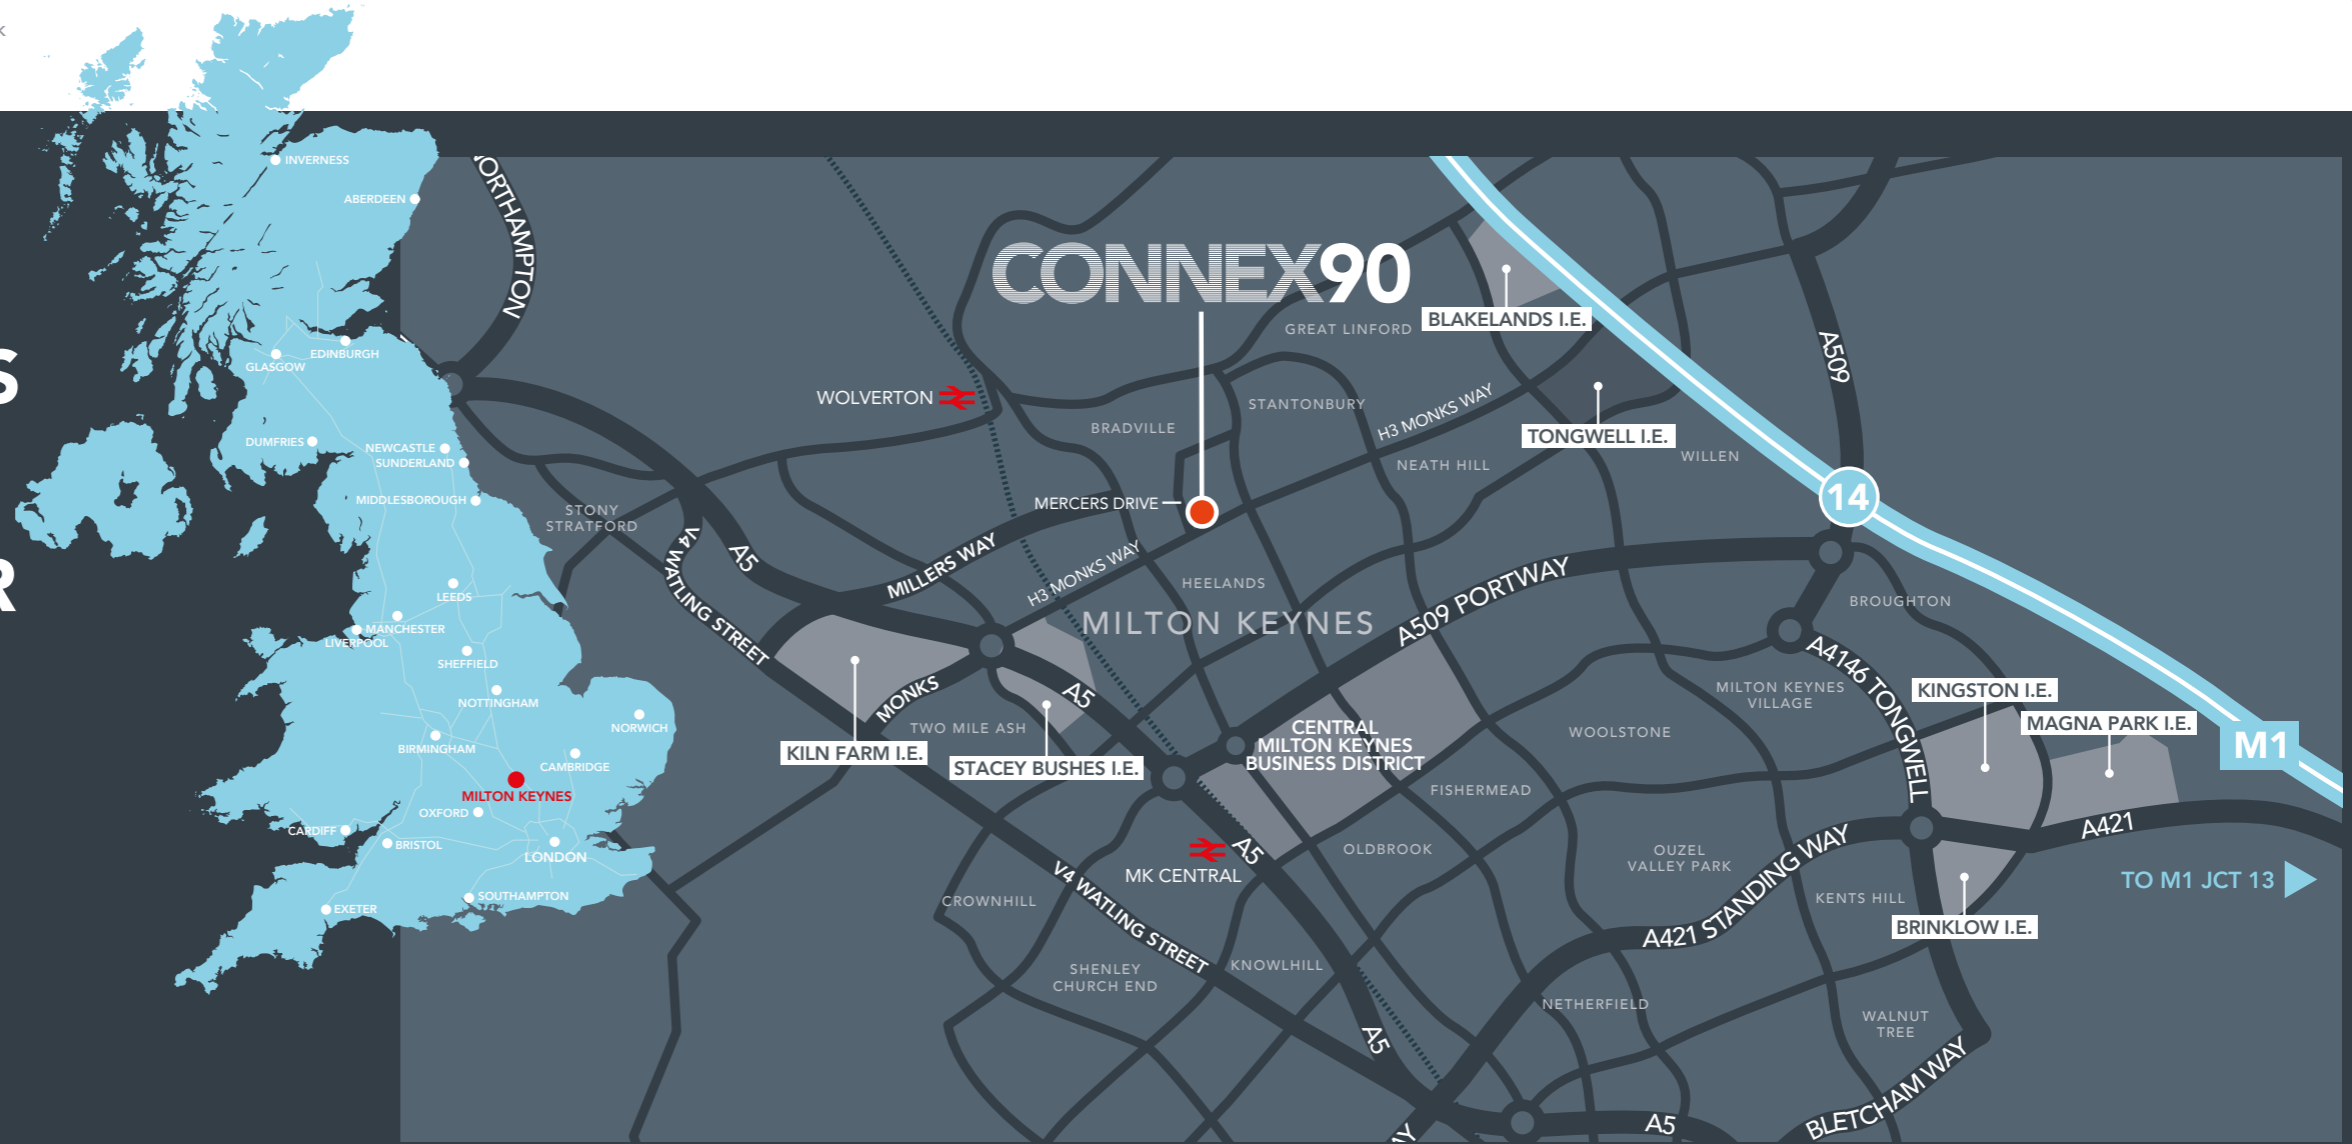 INVERNESS
ABERDEEN
EDINBURGH
GLASGOW
DUMFRIES
NEWCASTLE
SUNDERLAND
MIDDLESBOROUGH
LEEDS
MANCHESTER
LIVERPOOL
SHEFFIELD
NOTTINGHAM
NORWICH
BIRMINGHAM
CAMBRIDGE
MILTON KEYNES
OXFORD
CARDIFF
BRISTOL
LONDON
SOUTHAMPTON
EXETER
ORTHAMPTON
CONNEX90
GREAT LINFORD
BLAKELANDS I.E.
A509
WOLVERTON
STANTONBURY
BRADVILLE
H3 MONKS WAY
TONGWELL I.E.
NEATH HILL
WILLEN
14
MERCERS DRIVE
STONY
STRATFORD
V4 WATLING STREET
A5
MILLERS WAY
H3 MONKS WAY
HEELANDS
MILTON KEYNES
A509 PORTWAY
BROUGHTON
A4146 TONGWELL
MONKS
A5
TWO MILE ASH
KILN FARM I.E.
STACEY BUSHES I.E.
CENTRAL
MILTON KEYNES
BUSINESS DISTRICT
WOOLSTONE
MILTON KEYNES
VILLAGE
KINGSTON I.E.
MAGNA PARK I.E.
M1
FISHERMEAD
A421
OLDBROOK
A5
MK CENTRAL
OUZEL
VALLEY PARK
A421 STANDING WAY
KENTS HILL
TO M1 JCT 13
BRINKLOW I.E.
CROWNHILL
V4 WATLING STREET
SHENLEY
CHURCH END
KNOWLHILL
NETHERFIELD
WALNUT
TREE
A5
A5
BLETCHAM WAY